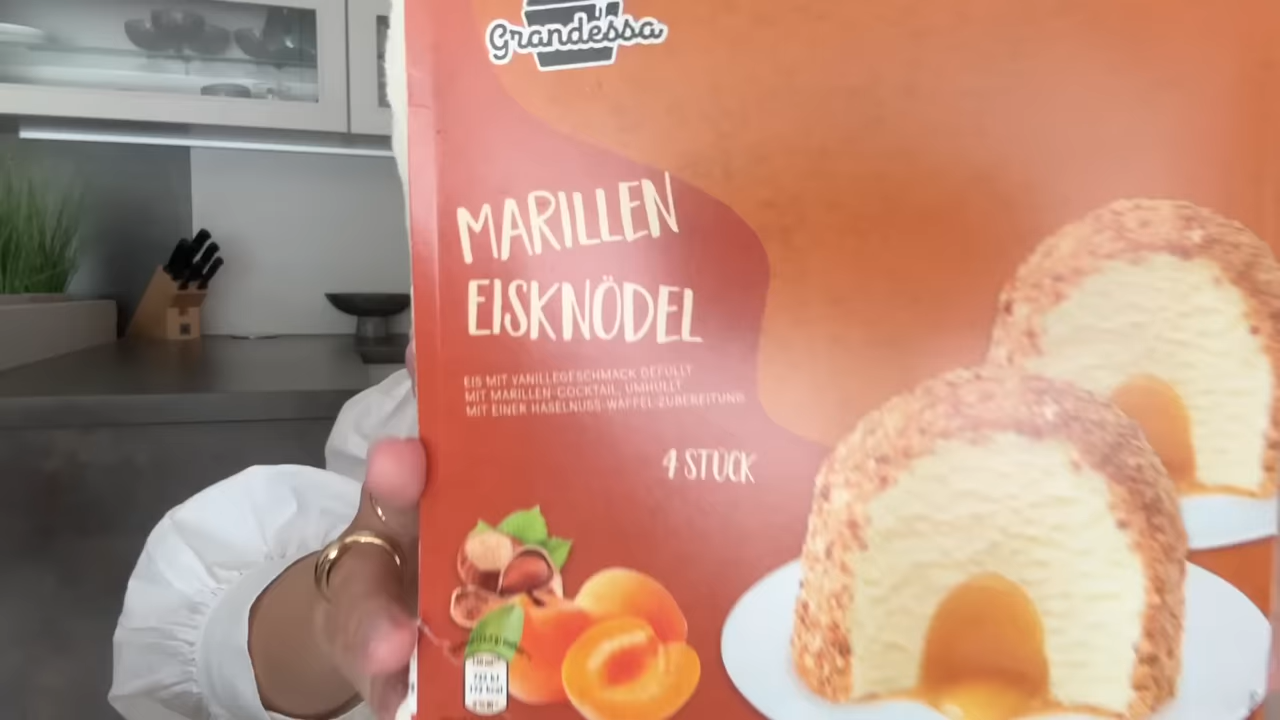 Grandessa
MARILLEN
EISKNÖDEL
EIS MIT VANILLEGESCHMACK GEFÜLLT
MIT MARILLEN-COCKTAIL, UMHÜLLT
MIT EINER HASELNUSS-WAFFEL-ZUBEREITUNG
4 STÜCK